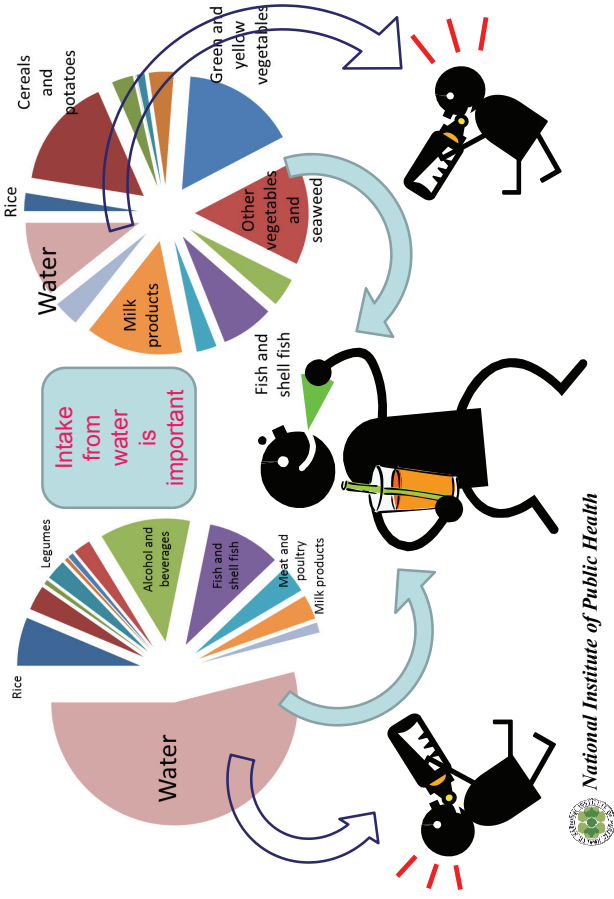 Rice
Water
Legumes
Alcohol and
beverages
Fish and
shell fish
Meat and
poultry
Milk products
Intake
from
water
is
important
Rice
Cereals
and
potatoes
Water
Milk
products
Green and
yellow
vegetables
Other
vegetables
and
seaweed
Fish and
shell fish
National Institute of Public Health